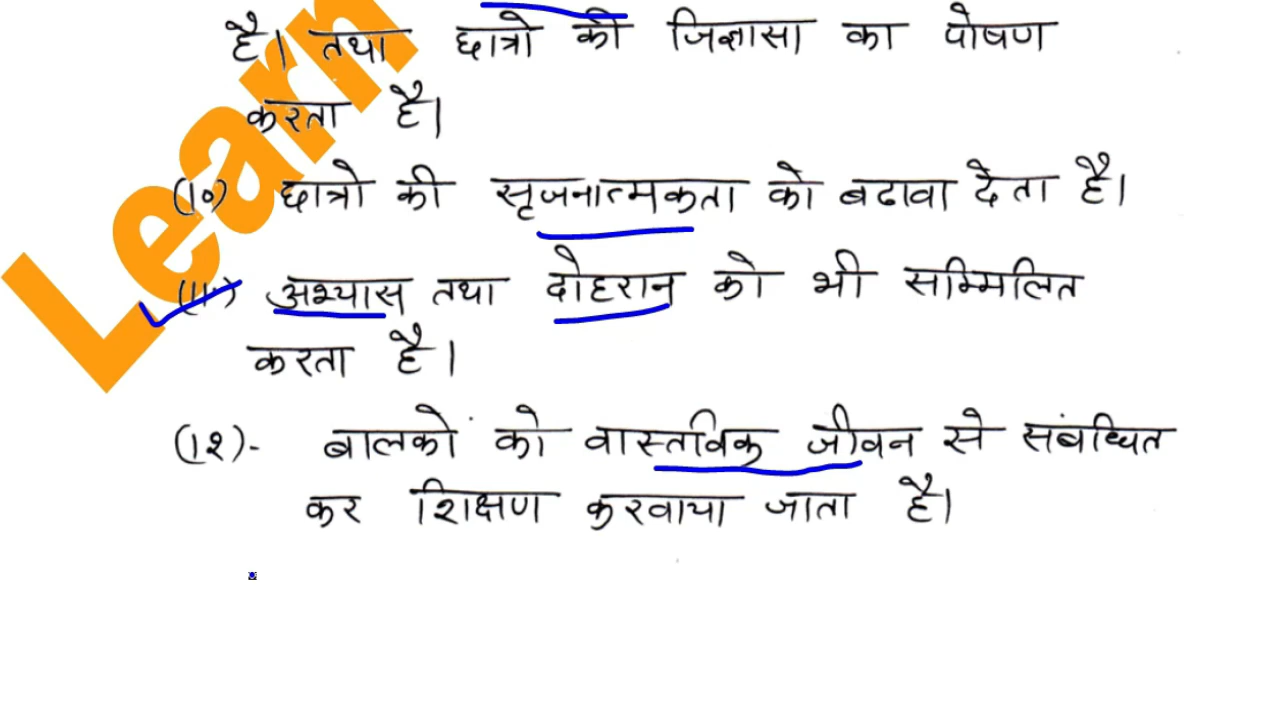 है। तथा छात्रो की जिज्ञासा का पोषण
करता है।
(10) छात्रो की सृजनात्मकता को बढावा देता है।
(11) अभ्यास तथा दोहरान को भी सम्मिलित
करता है।
(12)- बालको को वास्तविक जीवन से संबंधित
कर शिक्षण करवाया जाता है।
Learn